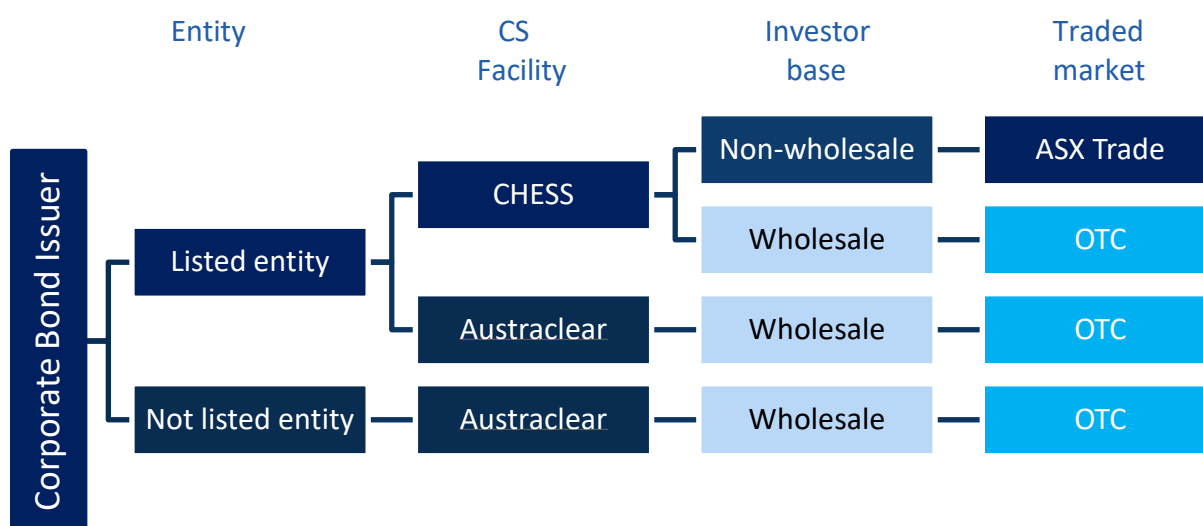 Entity
CS
Facility
Investor
base
Traded
market
Corporate Bond Issuer
Listed entity
CHESS
Non-wholesale
ASX Trade
Wholesale
OTC
Austraclear
Wholesale
OTC
Not listed entity
Austraclear
Wholesale
OTC